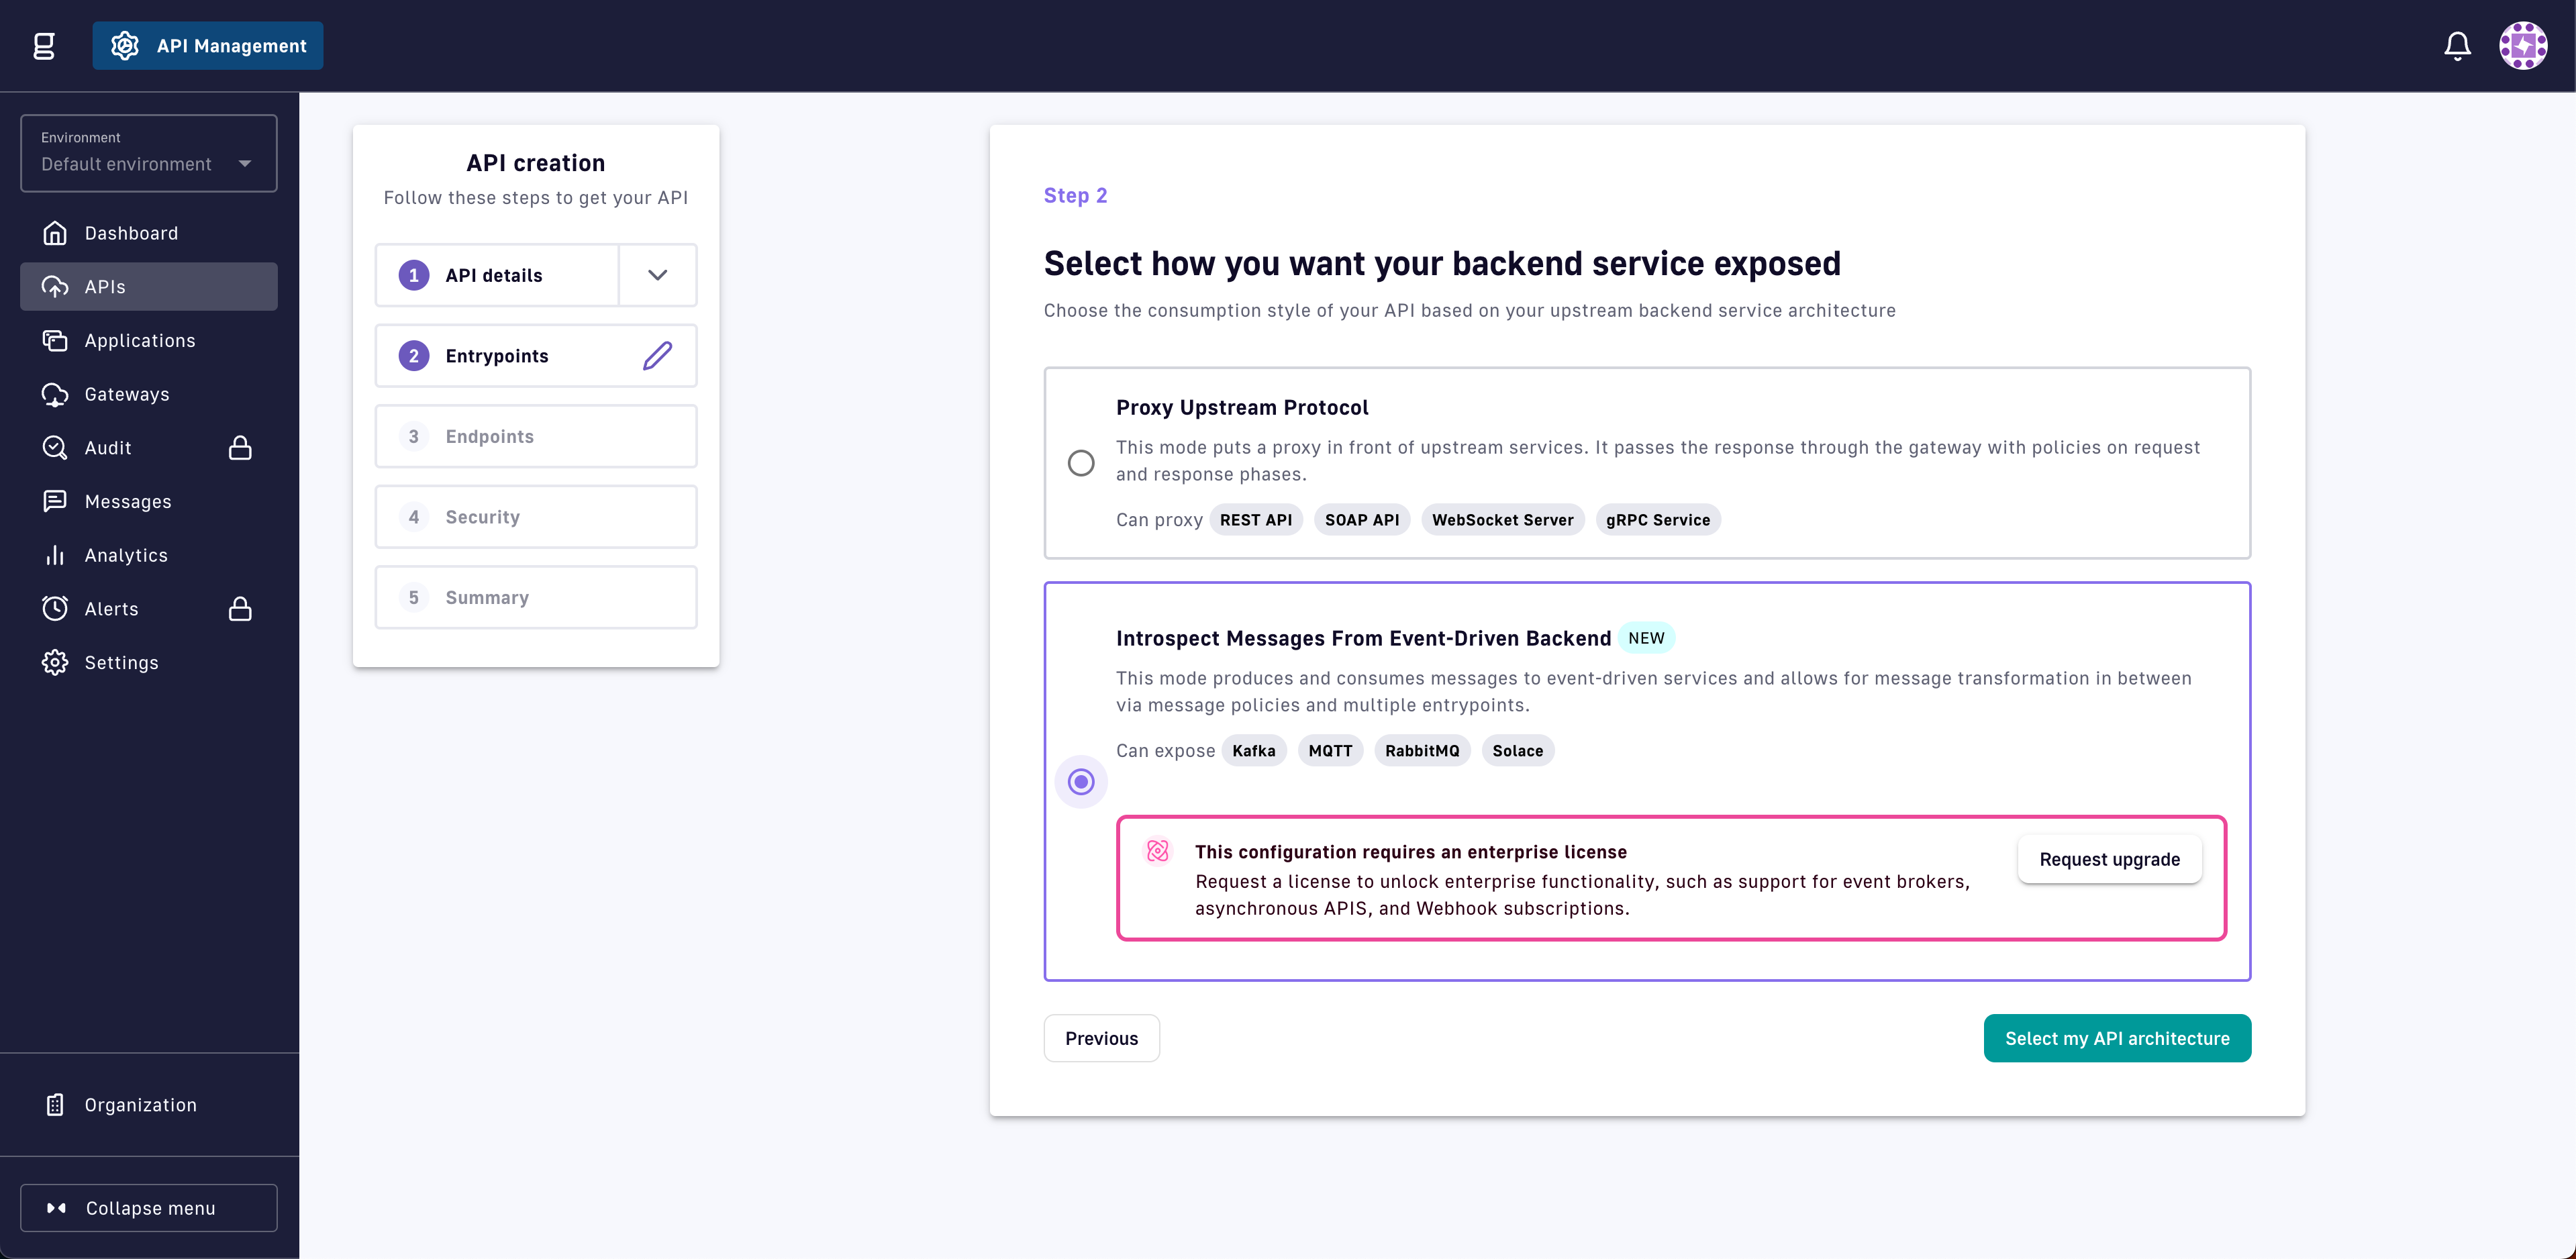 API Management
Environment
Default environment
Dashboard
APIs
Applications
Gateways
Audit
Messages
Analytics
Alerts
Settings
Organization
Collapse menu
API creation
Follow these steps to get your API
1 API details
2 Entrypoints
3 Endpoints
4 Security
5 Summary
Step 2
Select how you want your backend service exposed
Choose the consumption style of your API based on your upstream backend service architecture
Proxy Upstream Protocol
This mode puts a proxy in front of upstream services. It passes the response through the gateway with policies on request
and response phases.
Can proxy REST API SOAP API WebSocket Server gRPC Service
Introspect Messages From Event-Driven Backend NEW
This mode produces and consumes messages to event-driven services and allows for message transformation in between
via message policies and multiple entrypoints.
Can expose Kafka MQTT RabbitMQ Solace
This configuration requires an enterprise license
Request a license to unlock enterprise functionality, such as support for event brokers,
asynchronous APIS, and Webhook subscriptions.
Request upgrade
Previous
Select my API architecture